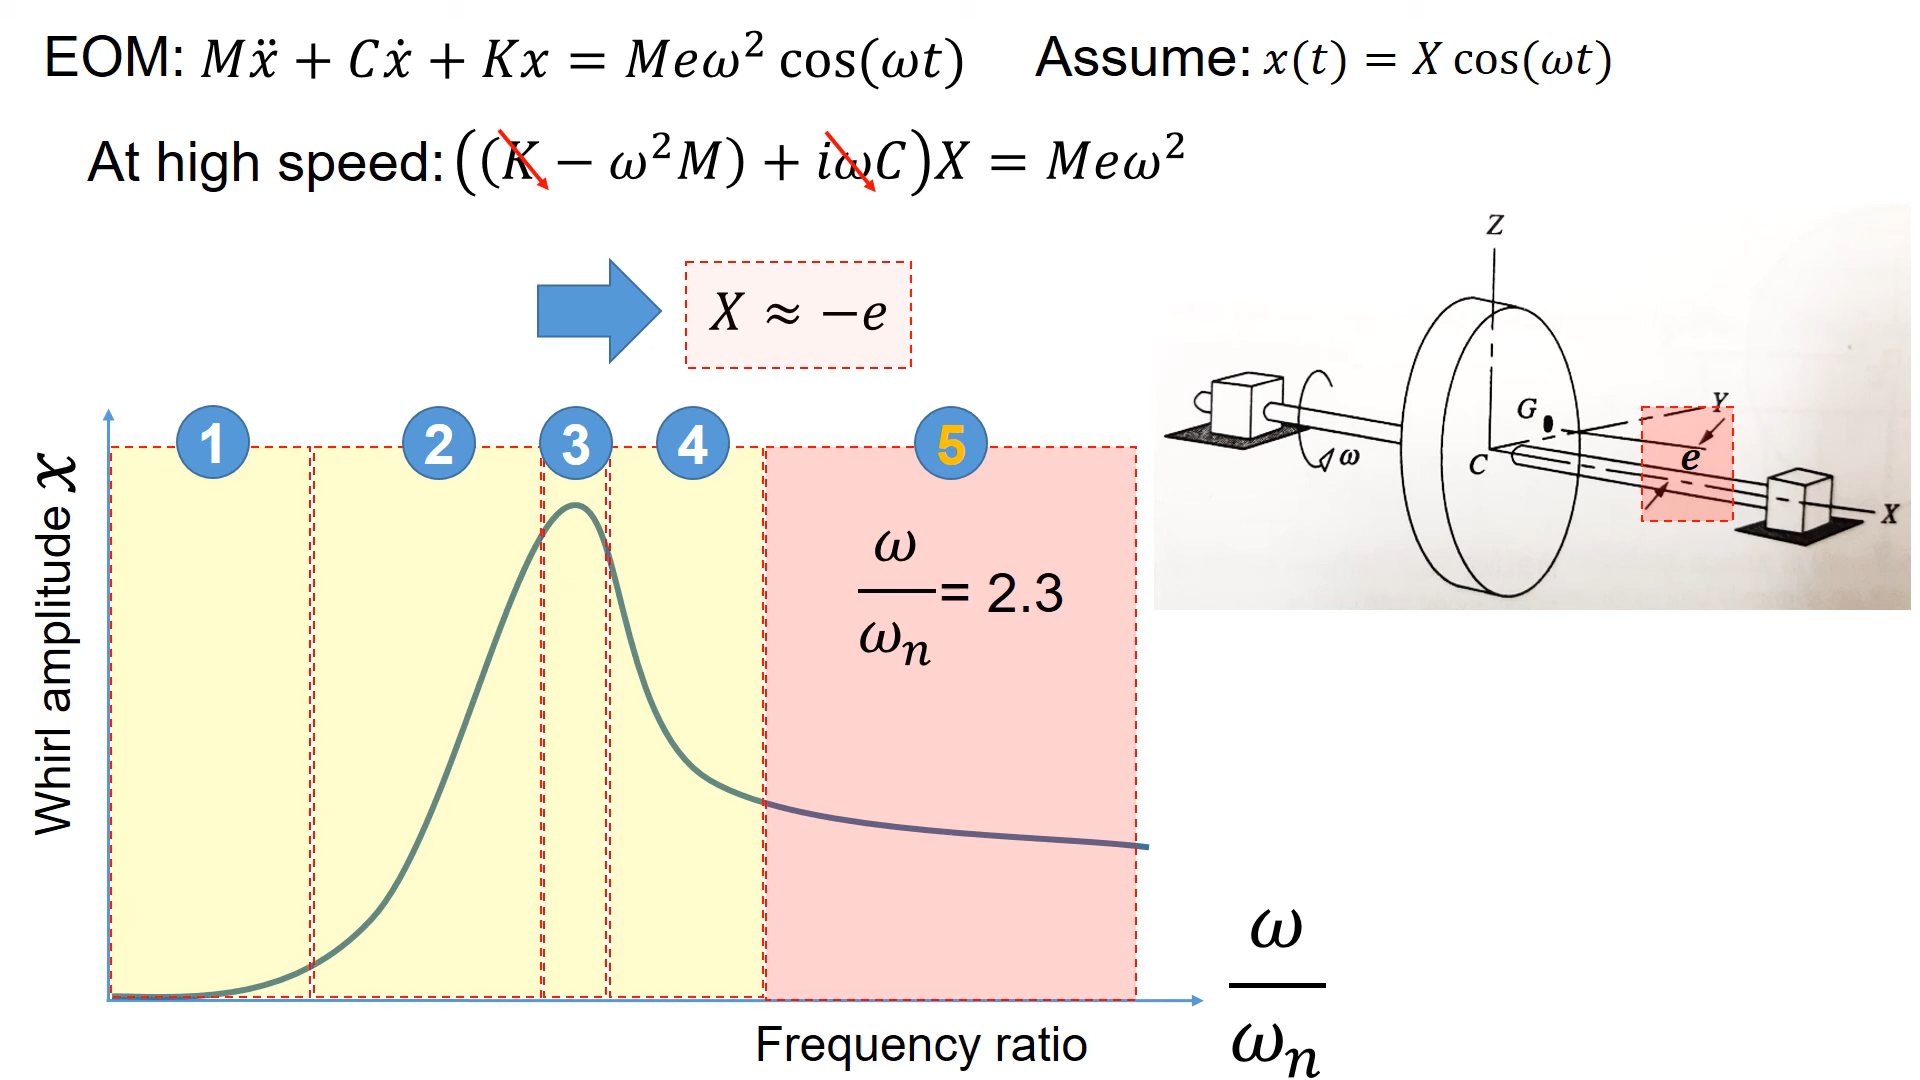 EOM: Mẍ + Cẋ + Kx = Meω² cos(ωt) Assume: x(t) = X cos(ωt)
At high speed: ((K − ω²M) + iωC)X = Meω²
X ≈ −e
1 2 3 4 5
Whirl amplitude x
ω/ωn = 2.3
Frequency ratio ω/ωn
Z
G
Y
e
C
ω
X